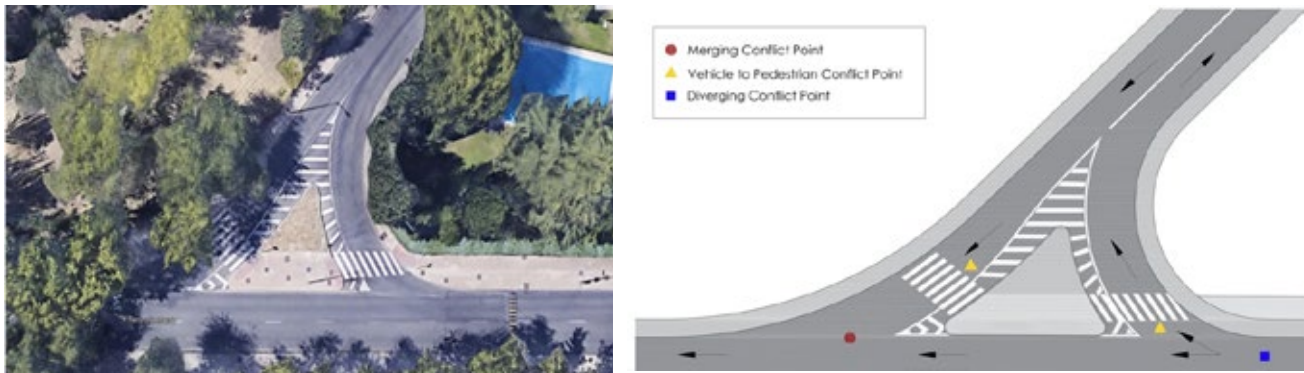 Merging Conflict Point
Vehicle to Pedestrian Conflict Point
Diverging Conflict Point